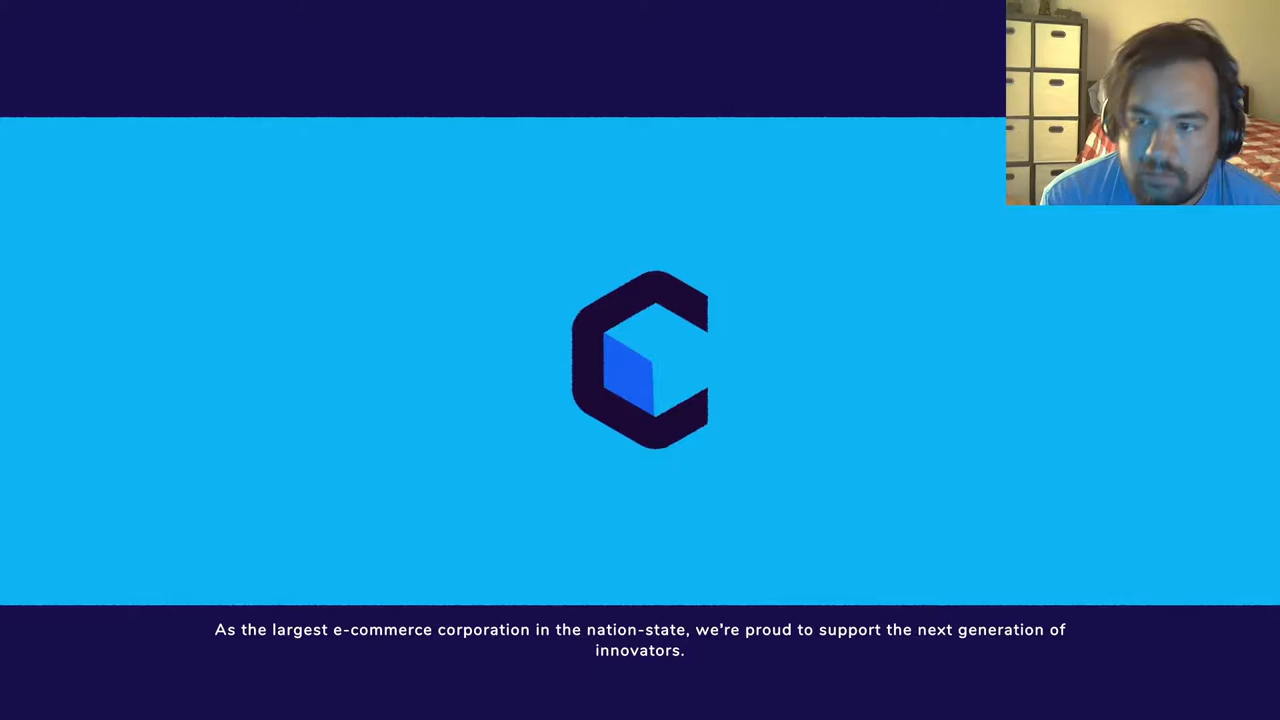 As the largest e-commerce corporation in the nation-state, we're proud to support the next generation of
innovators.